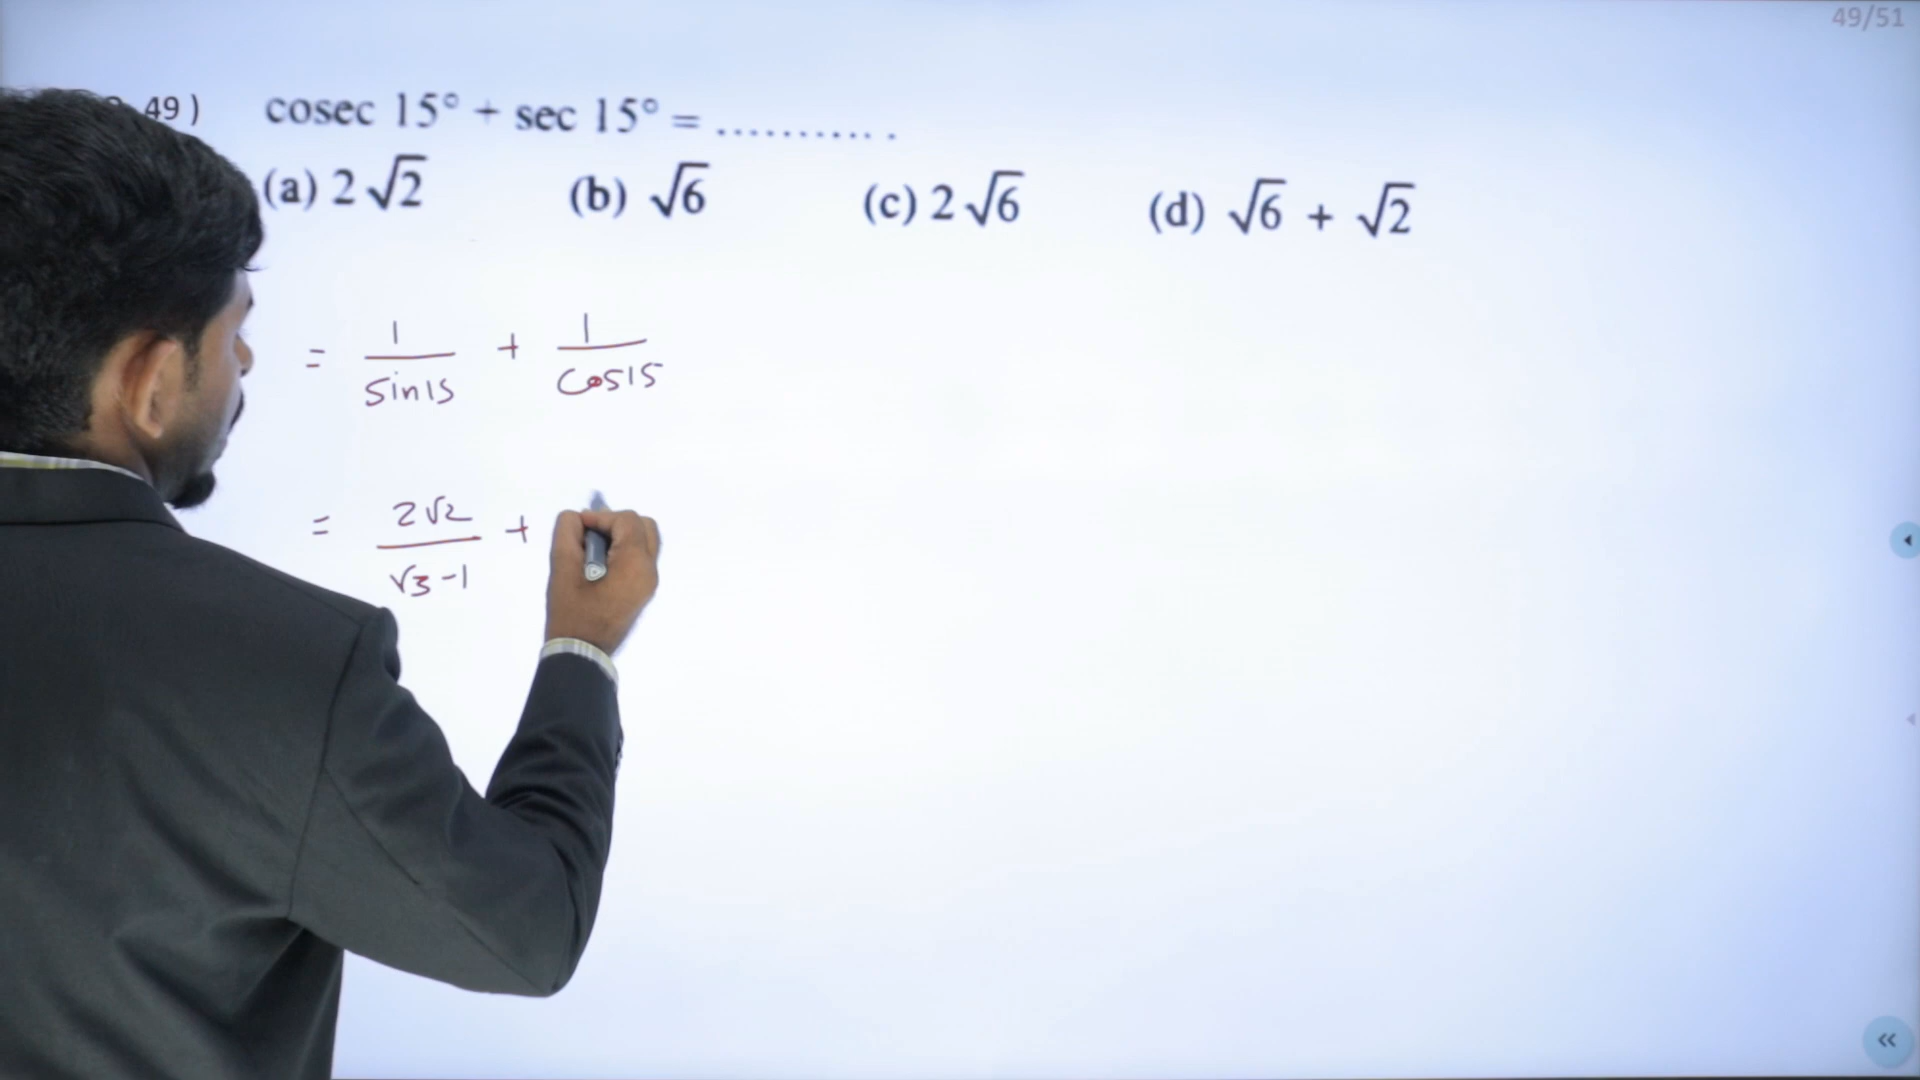 49/51
49) cosec 15° + sec 15° = ........... .
(a) 2√2 (b) √6 (c) 2√6 (d) √6 + √2
= 1/sin15 + 1/cos15
= 2√2/√3-1 +